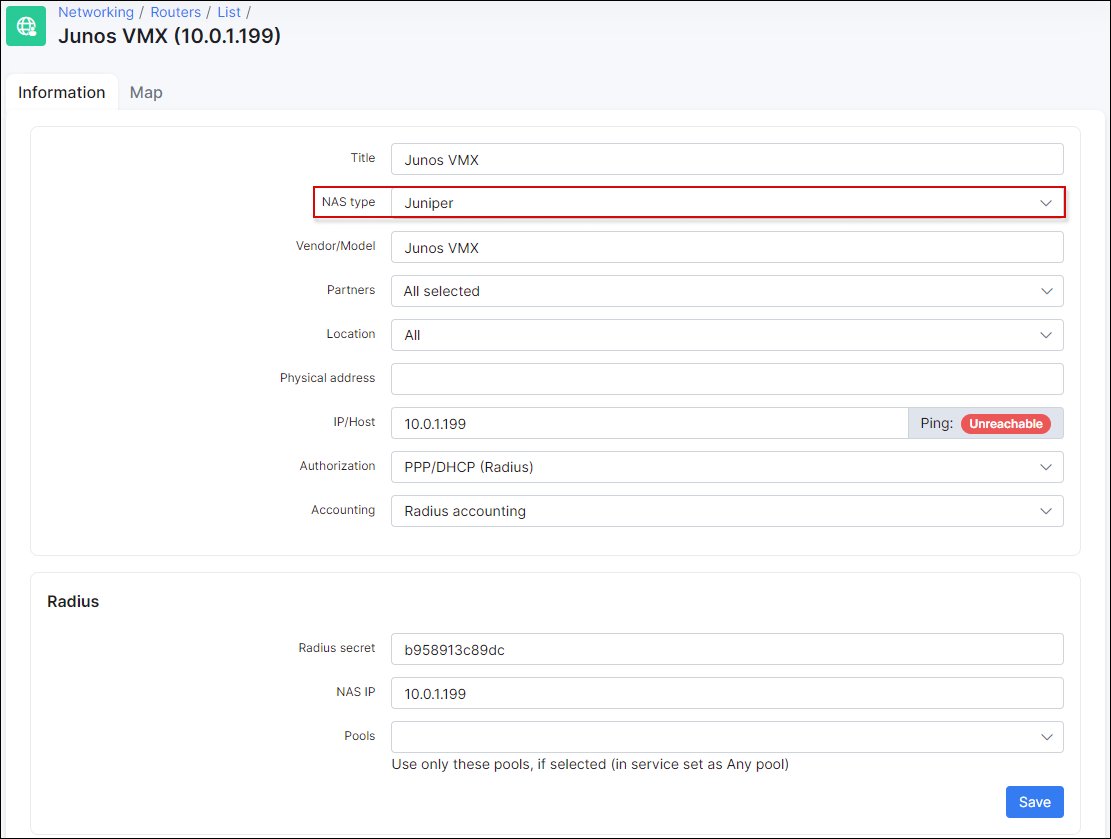 Networking / Routers / List /
Junos VMX (10.0.1.199)
Information Map
Title Junos VMX
NAS type Juniper
Vendor/Model Junos VMX
Partners All selected
Location All
Physical address
IP/Host 10.0.1.199 Ping: Unreachable
Authorization PPP/DHCP (Radius)
Accounting Radius accounting
Radius
Radius secret b958913c89dc
NAS IP 10.0.1.199
Pools
Use only these pools, if selected (in service set as Any pool)
Save